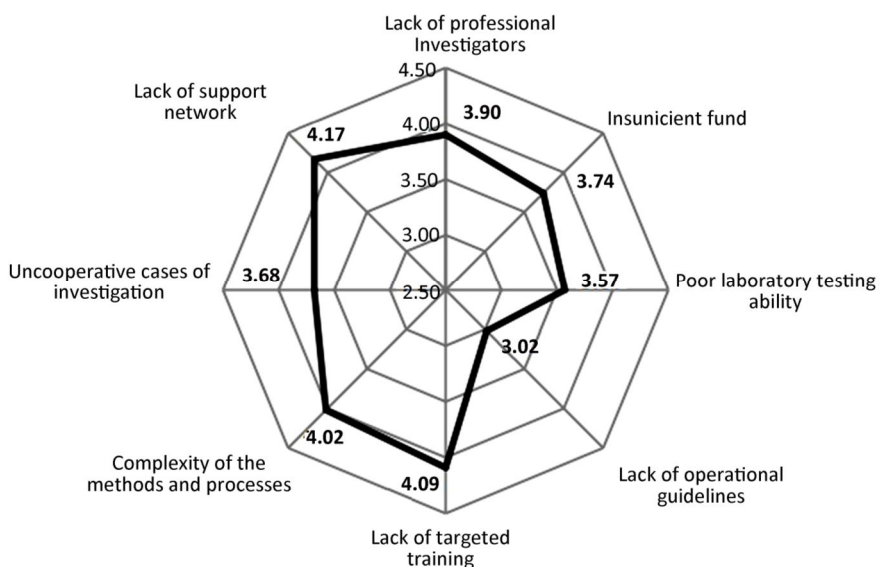 Lack of professional
Investigators
4.50
3.90
4.00
Lack of support
network
4.17
Insunicient fund
3.74
3.50
3.00
Uncooperative cases of
investigation
3.68
2.50
3.57
Poor laboratory testing
ability
3.02
4.02
Complexity of the
methods and processes
4.09
Lack of operational
guidelines
Lack of targeted
training